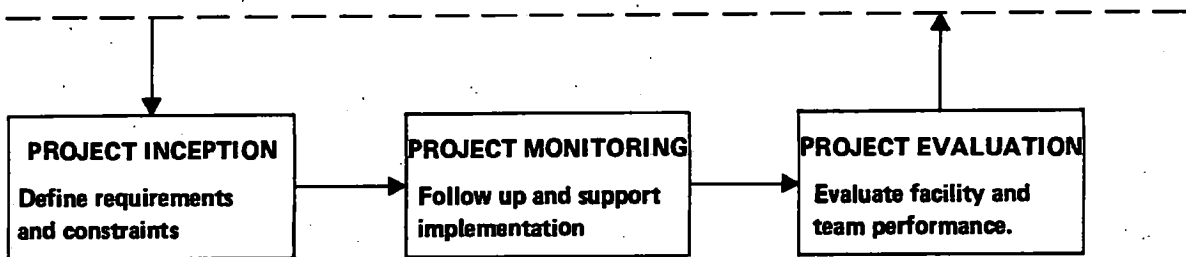 PROJECT INCEPTION
Define requirements
and constraints
PROJECT MONITORING
Follow up and support
implementation
PROJECT EVALUATION
Evaluate facility and
team performance.